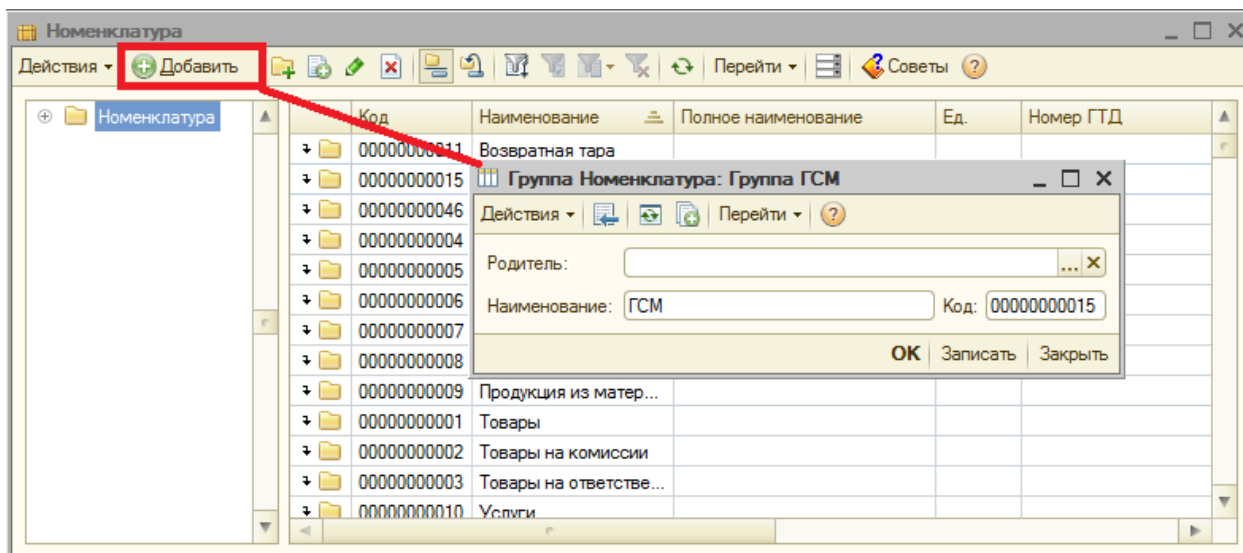 Номенклатура
Действия Добавить Перейти Советы
Номенклатура
Код Наименование Полное наименование Ед. Номер ГТД
00000000011 Возвратная тара
00000000015
00000000046
00000000004
00000000005
00000000006
00000000007
00000000008
00000000009 Продукция из матер...
00000000001 Товары
00000000002 Товары на комиссии
00000000003 Товары на ответстве...
00000000010 Услуги
Группа Номенклатура: Группа ГСМ
Действия Перейти
Родитель: ...
Наименование: ГСМ Код: 00000000015
OK Записать Закрыть